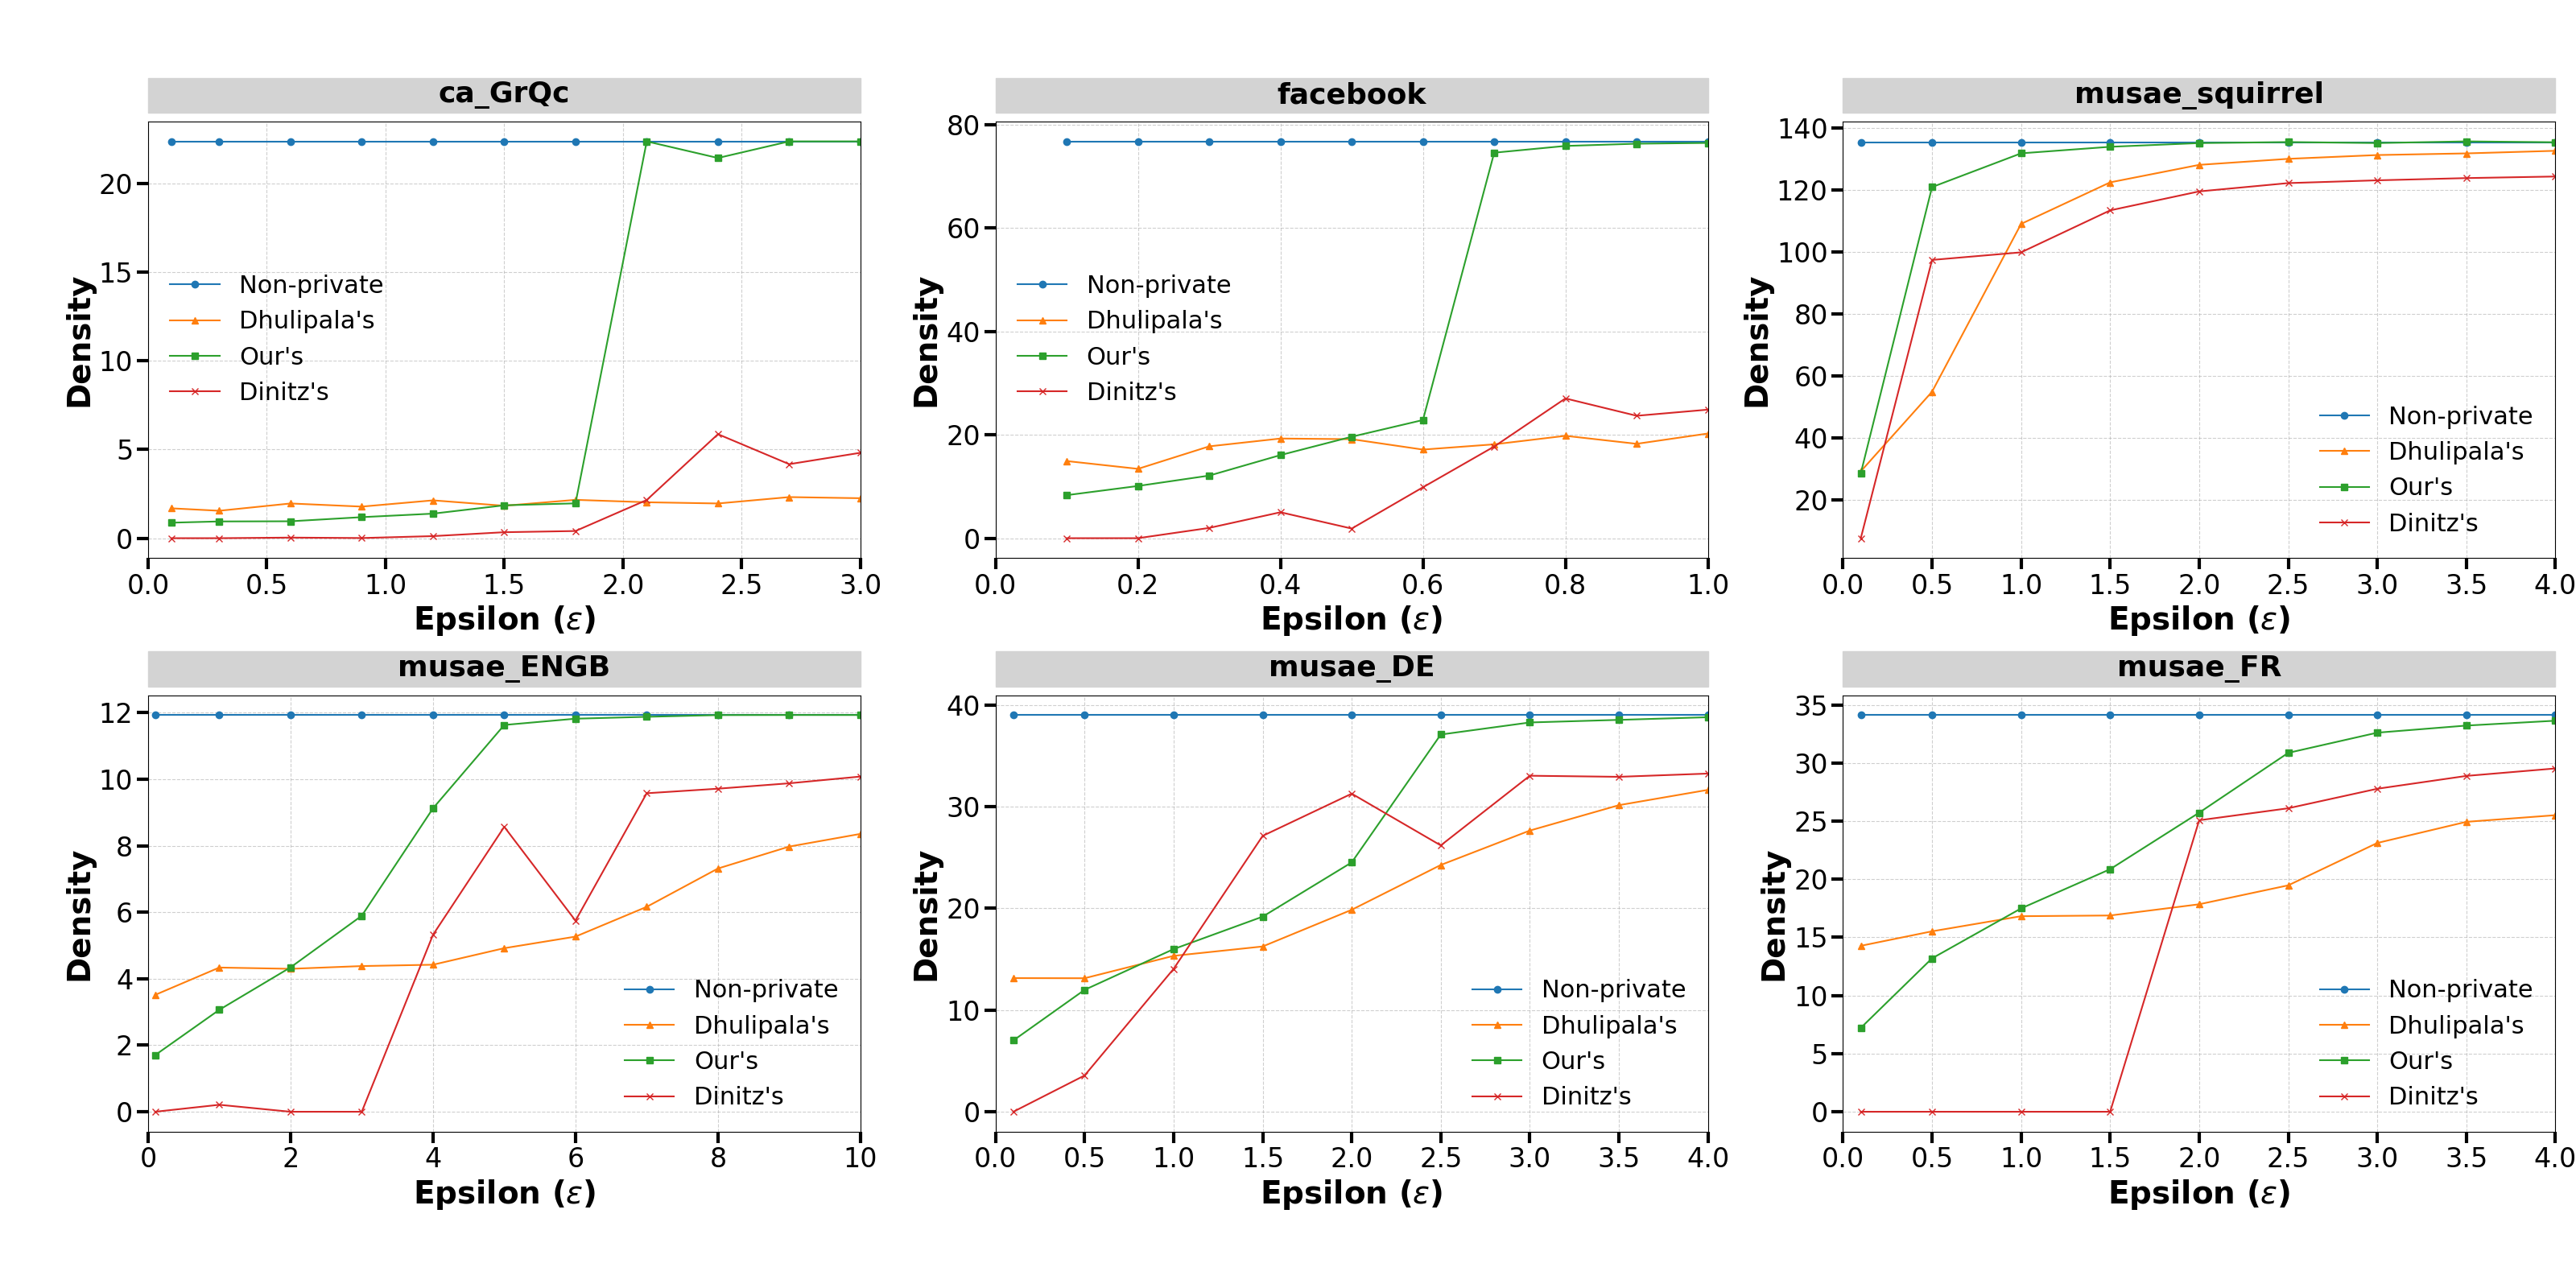 ca_GrQc
Density
20
15
10
5
0
Non-private
Dhulipala's
Our's
Dinitz's
0.0 0.5 1.0 1.5 2.0 2.5 3.0
Epsilon (ε)
facebook
Density
80
60
40
20
0
Non-private
Dhulipala's
Our's
Dinitz's
0.0 0.2 0.4 0.6 0.8 1.0
Epsilon (ε)
musae_squirrel
Density
140
120
100
80
60
40
20
Non-private
Dhulipala's
Our's
Dinitz's
0.0 0.5 1.0 1.5 2.0 2.5 3.0 3.5 4.0
Epsilon (ε)
musae_ENGB
Density
12
10
8
6
4
2
0
Non-private
Dhulipala's
Our's
Dinitz's
0 2 4 6 8 10
Epsilon (ε)
musae_DE
Density
40
30
20
10
0
Non-private
Dhulipala's
Our's
Dinitz's
0.0 0.5 1.0 1.5 2.0 2.5 3.0 3.5 4.0
Epsilon (ε)
musae_FR
Density
35
30
25
20
15
10
5
0
Non-private
Dhulipala's
Our's
Dinitz's
0.0 0.5 1.0 1.5 2.0 2.5 3.0 3.5 4.0
Epsilon (ε)